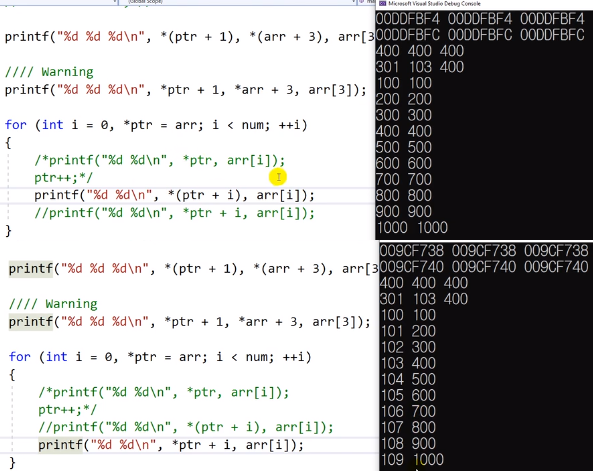 (Global Scope)
Microsoft Visual Studio Debug Console
printf("%d %d %d\n", *(ptr + 1), *(arr + 3), arr[3
//// Warning
printf("%d %d %d\n", *ptr + 1, *arr + 3, arr[3]);
for (int i = 0, *ptr = arr; i < num; ++i)
{
/*printf("%d %d\n", *ptr, arr[i]);
ptr++;*/
printf("%d %d\n", *(ptr + i), arr[i]);
//printf("%d %d\n", *ptr + i, arr[i]);
}
00DDFBF4 00DDFBF4 00DDFBF4
00DDFBFC 00DDFBFC 00DDFBFC
400 400 400
301 103 400
100 100
200 200
300 300
400 400
500 500
600 600
700 700
800 800
900 900
1000 1000
printf("%d %d %d\n", *(ptr + 1), *(arr + 3), arr[3
//// Warning
printf("%d %d %d\n", *ptr + 1, *arr + 3, arr[3]);
for (int i = 0, *ptr = arr; i < num; ++i)
{
/*printf("%d %d\n", *ptr, arr[i]);
ptr++;*/
//printf("%d %d\n", *(ptr + i), arr[i]);
printf("%d %d\n", *ptr + i, arr[i]);
}
009CF738 009CF738 009CF738
009CF740 009CF740 009CF740
400 400 400
301 103 400
100 100
101 200
102 300
103 400
104 500
105 600
106 700
107 800
108 900
109 1000